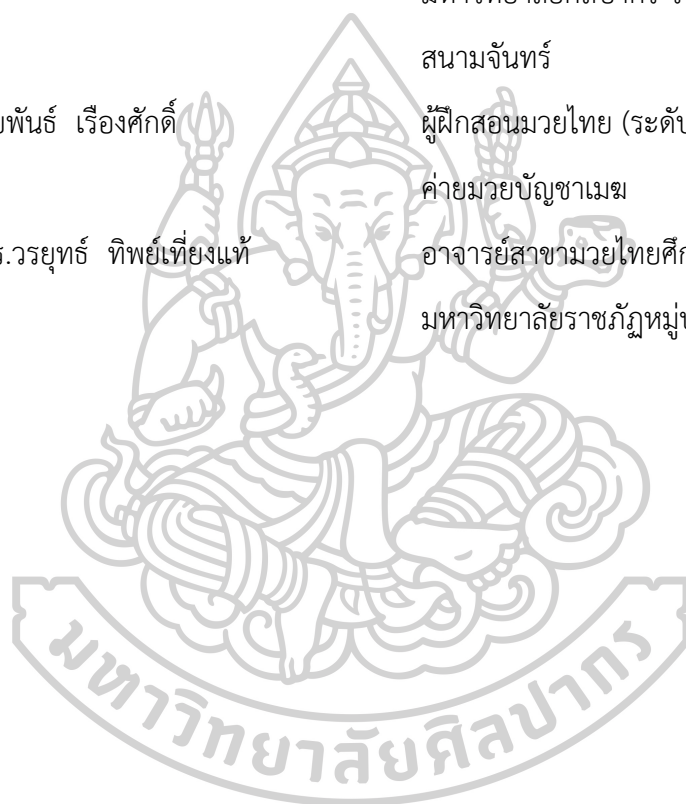 สนามจันทร์
พันธ์ เรืองศักดิ์ ผู้ฝึกสอนมวยไทย (ระดับ
ค่ายมวยบัญชาเมฆ
ร.วรยุทธ์ ทิพย์เที่ยงแท้ อาจารย์สาขามวยไทยศึก
มหาวิทยาลัยราชภัฏหมู่บ
มหาวิทยาลัยศิลปากร